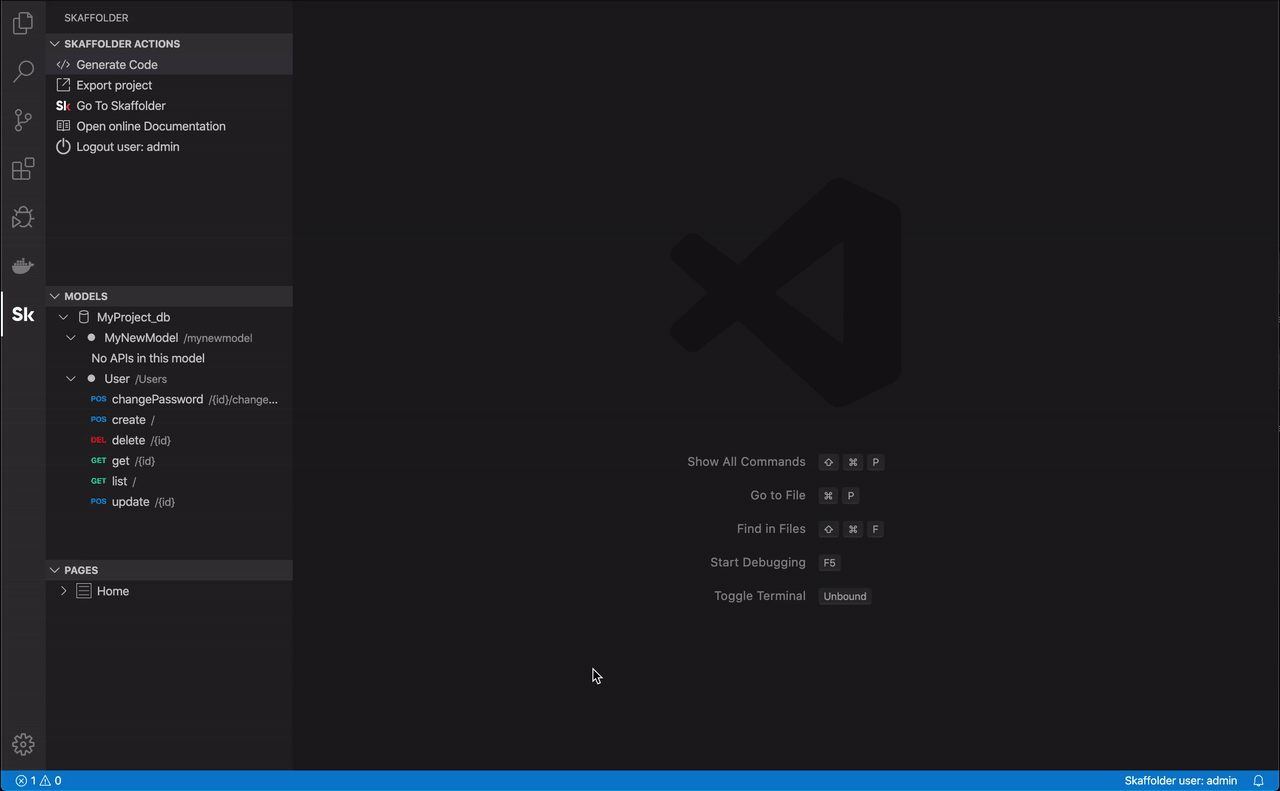 SKAFFOLDER
SKAFFOLDER ACTIONS
Generate Code
Export project
Sk Go To Skaffolder
Open online Documentation
Logout user: admin
Sk
MODELS
MyProject_db
MyNewModel /mynewmodel
No APIs in this model
User /Users
POS changePassword /{id}/change...
POS create /
DEL delete /{id}
GET get /{id}
GET list /
POS update /{id}
PAGES
Home
Show All Commands ⇧ ⌘ P
Go to File ⌘ P
Find in Files ⇧ ⌘ F
Start Debugging F5
Toggle Terminal Unbound
1 0
Skaffolder user: admin